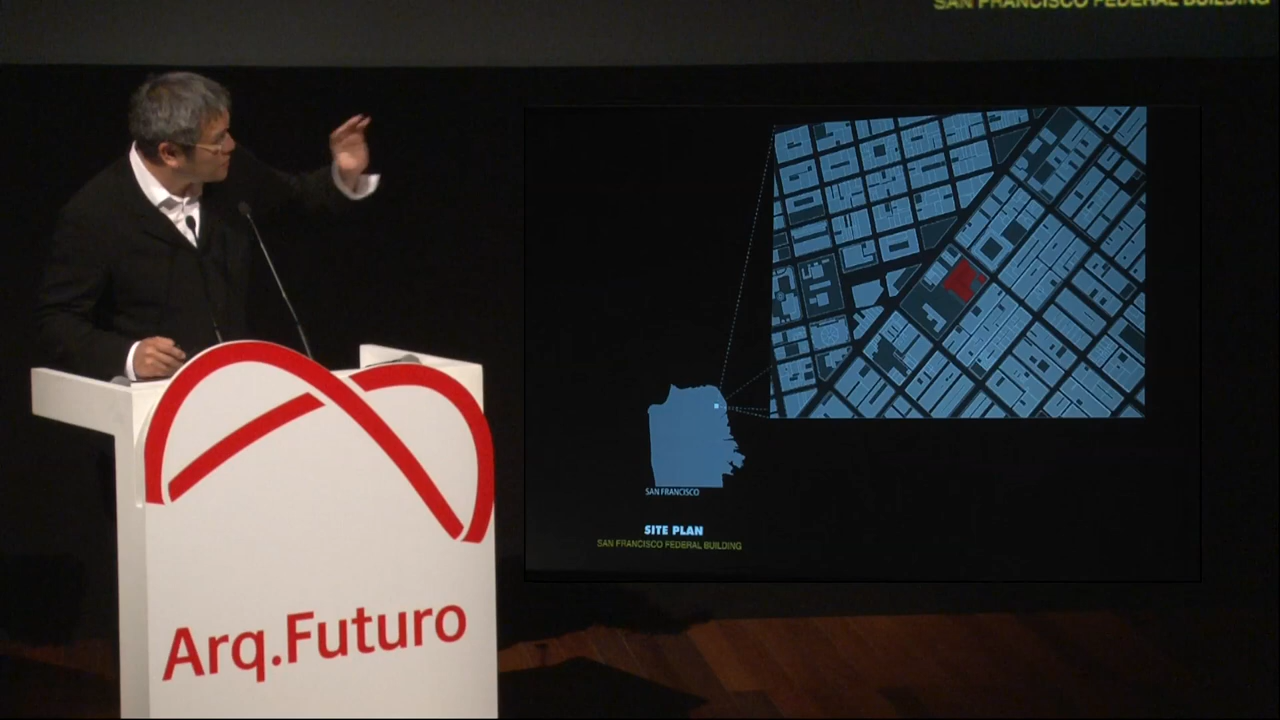 SAN FRANCISCO FEDERAL BUILDING
SAN FRANCISCO
SITE PLAN
SAN FRANCISCO FEDERAL BUILDING
Arq.Futuro